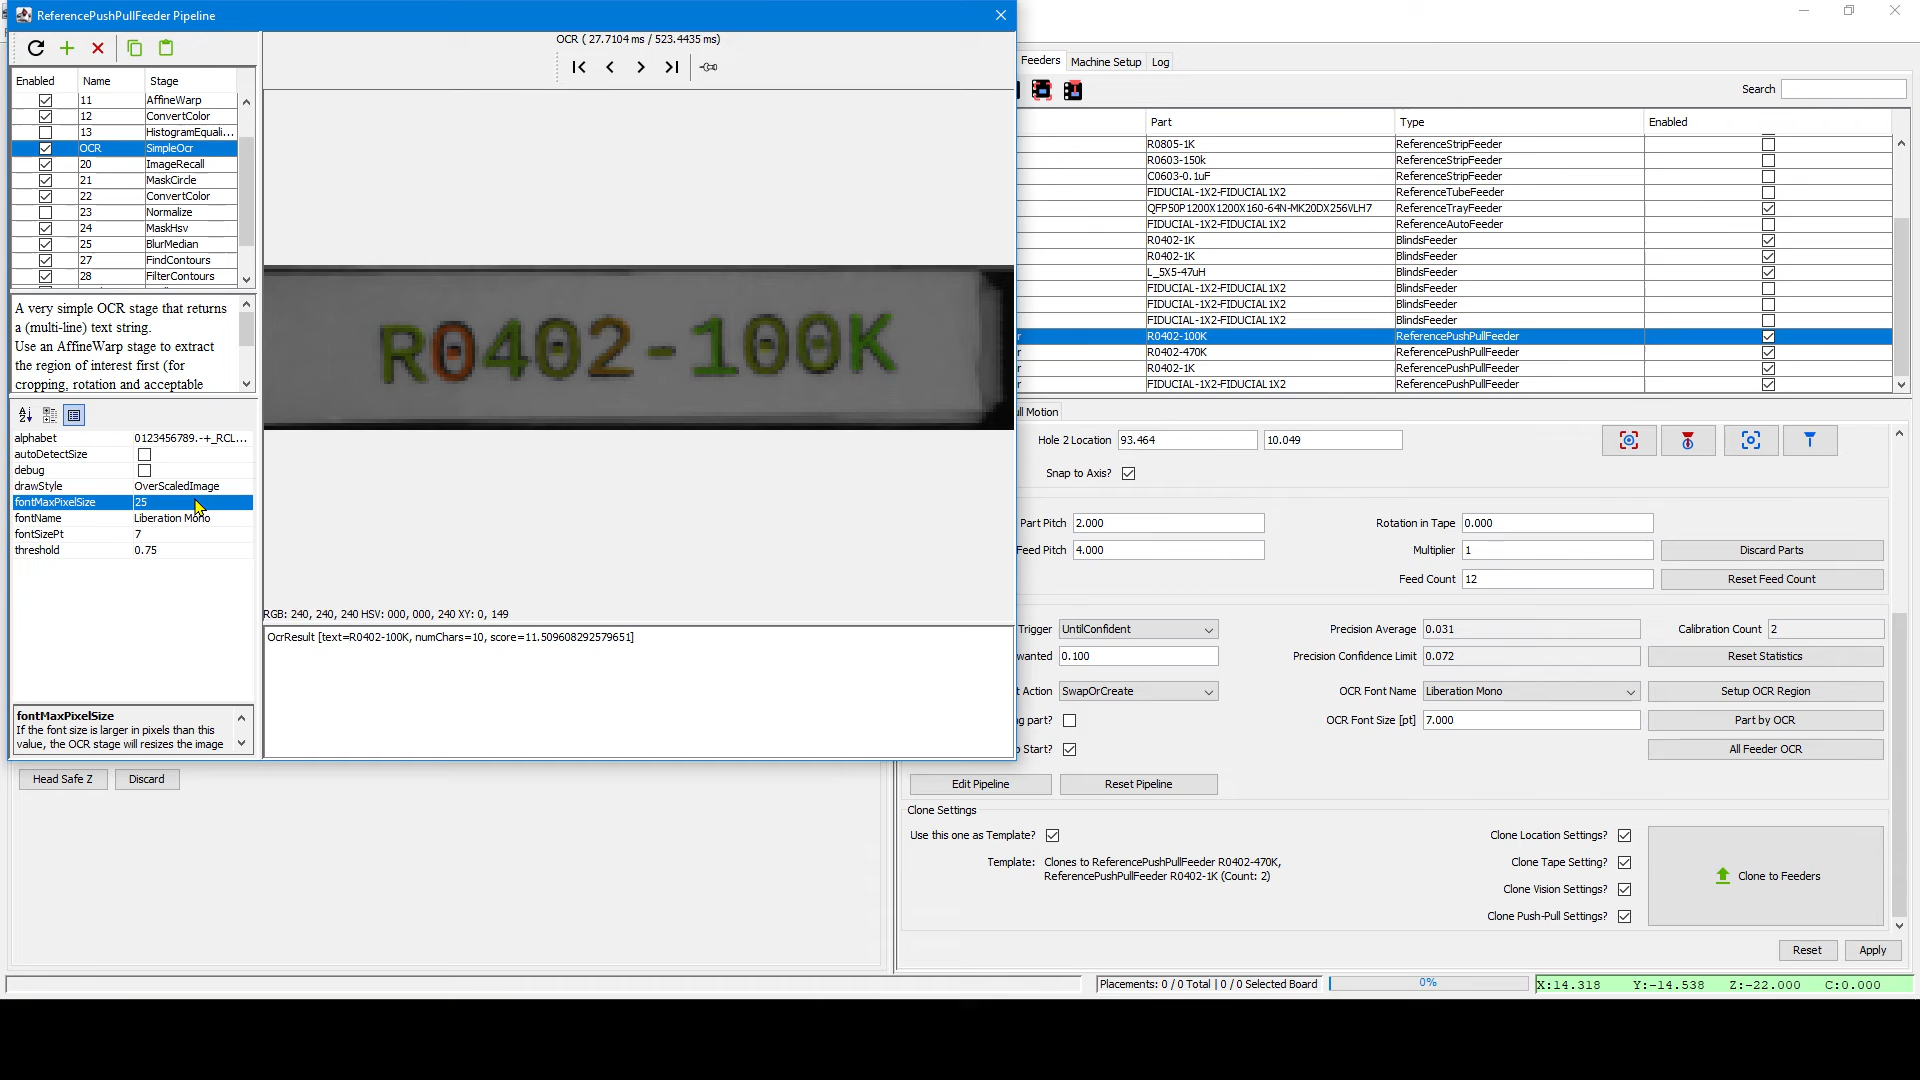 ReferencePushPullFeeder Pipeline
OCR ( 27.7104 ms / 523.4435 ms)
Enabled Name Stage
11 AffineWarp
12 ConvertColor
13 HistogramEquali...
OCR SimpleOcr
20 ImageRecall
21 MaskCircle
22 ConvertColor
23 Normalize
24 MaskHsv
25 BlurMedian
27 FindContours
28 FilterContours
A very simple OCR stage that returns
a (multi-line) text string.
Use an AffineWarp stage to extract
the region of interest first (for
cropping, rotation and acceptable
alphabet 0123456789.-+_RCL...
autoDetectSize
debug
drawStyle OverScaledImage
fontMaxPixelSize 25
fontName Liberation Mono
fontSizePt 7
threshold 0.75
fontMaxPixelSize
If the font size is larger in pixels than this
value, the OCR stage will resizes the image
R0402-100K
RGB: 240, 240, 240 HSV: 000, 000, 240 XY: 0, 149
OcrResult [text=R0402-100K, numChars=10, score=11.509608292579651]
Head Safe Z Discard
Feeders Machine Setup Log
Search
Part Type Enabled
R0805-1K ReferenceStripFeeder
R0603-150k ReferenceStripFeeder
C0603-0.1uF ReferenceStripFeeder
FIDUCIAL-1X2-FIDUCIAL1X2 ReferenceTubeFeeder
QFP50P1200X1200X160-64N-MK20DX256VLH7 ReferenceTrayFeeder
FIDUCIAL-1X2-FIDUCIAL1X2 ReferenceAutoFeeder
R0402-1K BlindsFeeder
R0402-1K BlindsFeeder
L_5X5-47uH BlindsFeeder
FIDUCIAL-1X2-FIDUCIAL1X2 BlindsFeeder
FIDUCIAL-1X2-FIDUCIAL1X2 BlindsFeeder
FIDUCIAL-1X2-FIDUCIAL1X2 BlindsFeeder
r R0402-100K ReferencePushPullFeeder
r R0402-470K ReferencePushPullFeeder
r R0402-1K ReferencePushPullFeeder
r FIDUCIAL-1X2-FIDUCIAL1X2 ReferencePushPullFeeder
ull Motion
Hole 2 Location 93.464 10.049
Snap to Axis?
Part Pitch 2.000 Rotation in Tape 0.000
Feed Pitch 4.000 Multiplier 1 Discard Parts
Feed Count 12 Reset Feed Count
Trigger UntilConfident Precision Average 0.031 Calibration Count 2
wanted 0.100 Precision Confidence Limit 0.072 Reset Statistics
t Action SwapOrCreate OCR Font Name Liberation Mono Setup OCR Region
g part? OCR Font Size [pt] 7.000 Part by OCR
o Start? All Feeder OCR
Edit Pipeline Reset Pipeline
Clone Settings
Use this one as Template? Clone Location Settings?
Template: Clones to ReferencePushPullFeeder R0402-470K,
ReferencePushPullFeeder R0402-1K (Count: 2)
Clone Tape Setting?
Clone Vision Settings?
Clone Push-Pull Settings?
Clone to Feeders
Reset Apply
Placements: 0 / 0 Total | 0 / 0 Selected Board 0% X:14.318 Y:-14.538 Z:-22.000 C:0.000